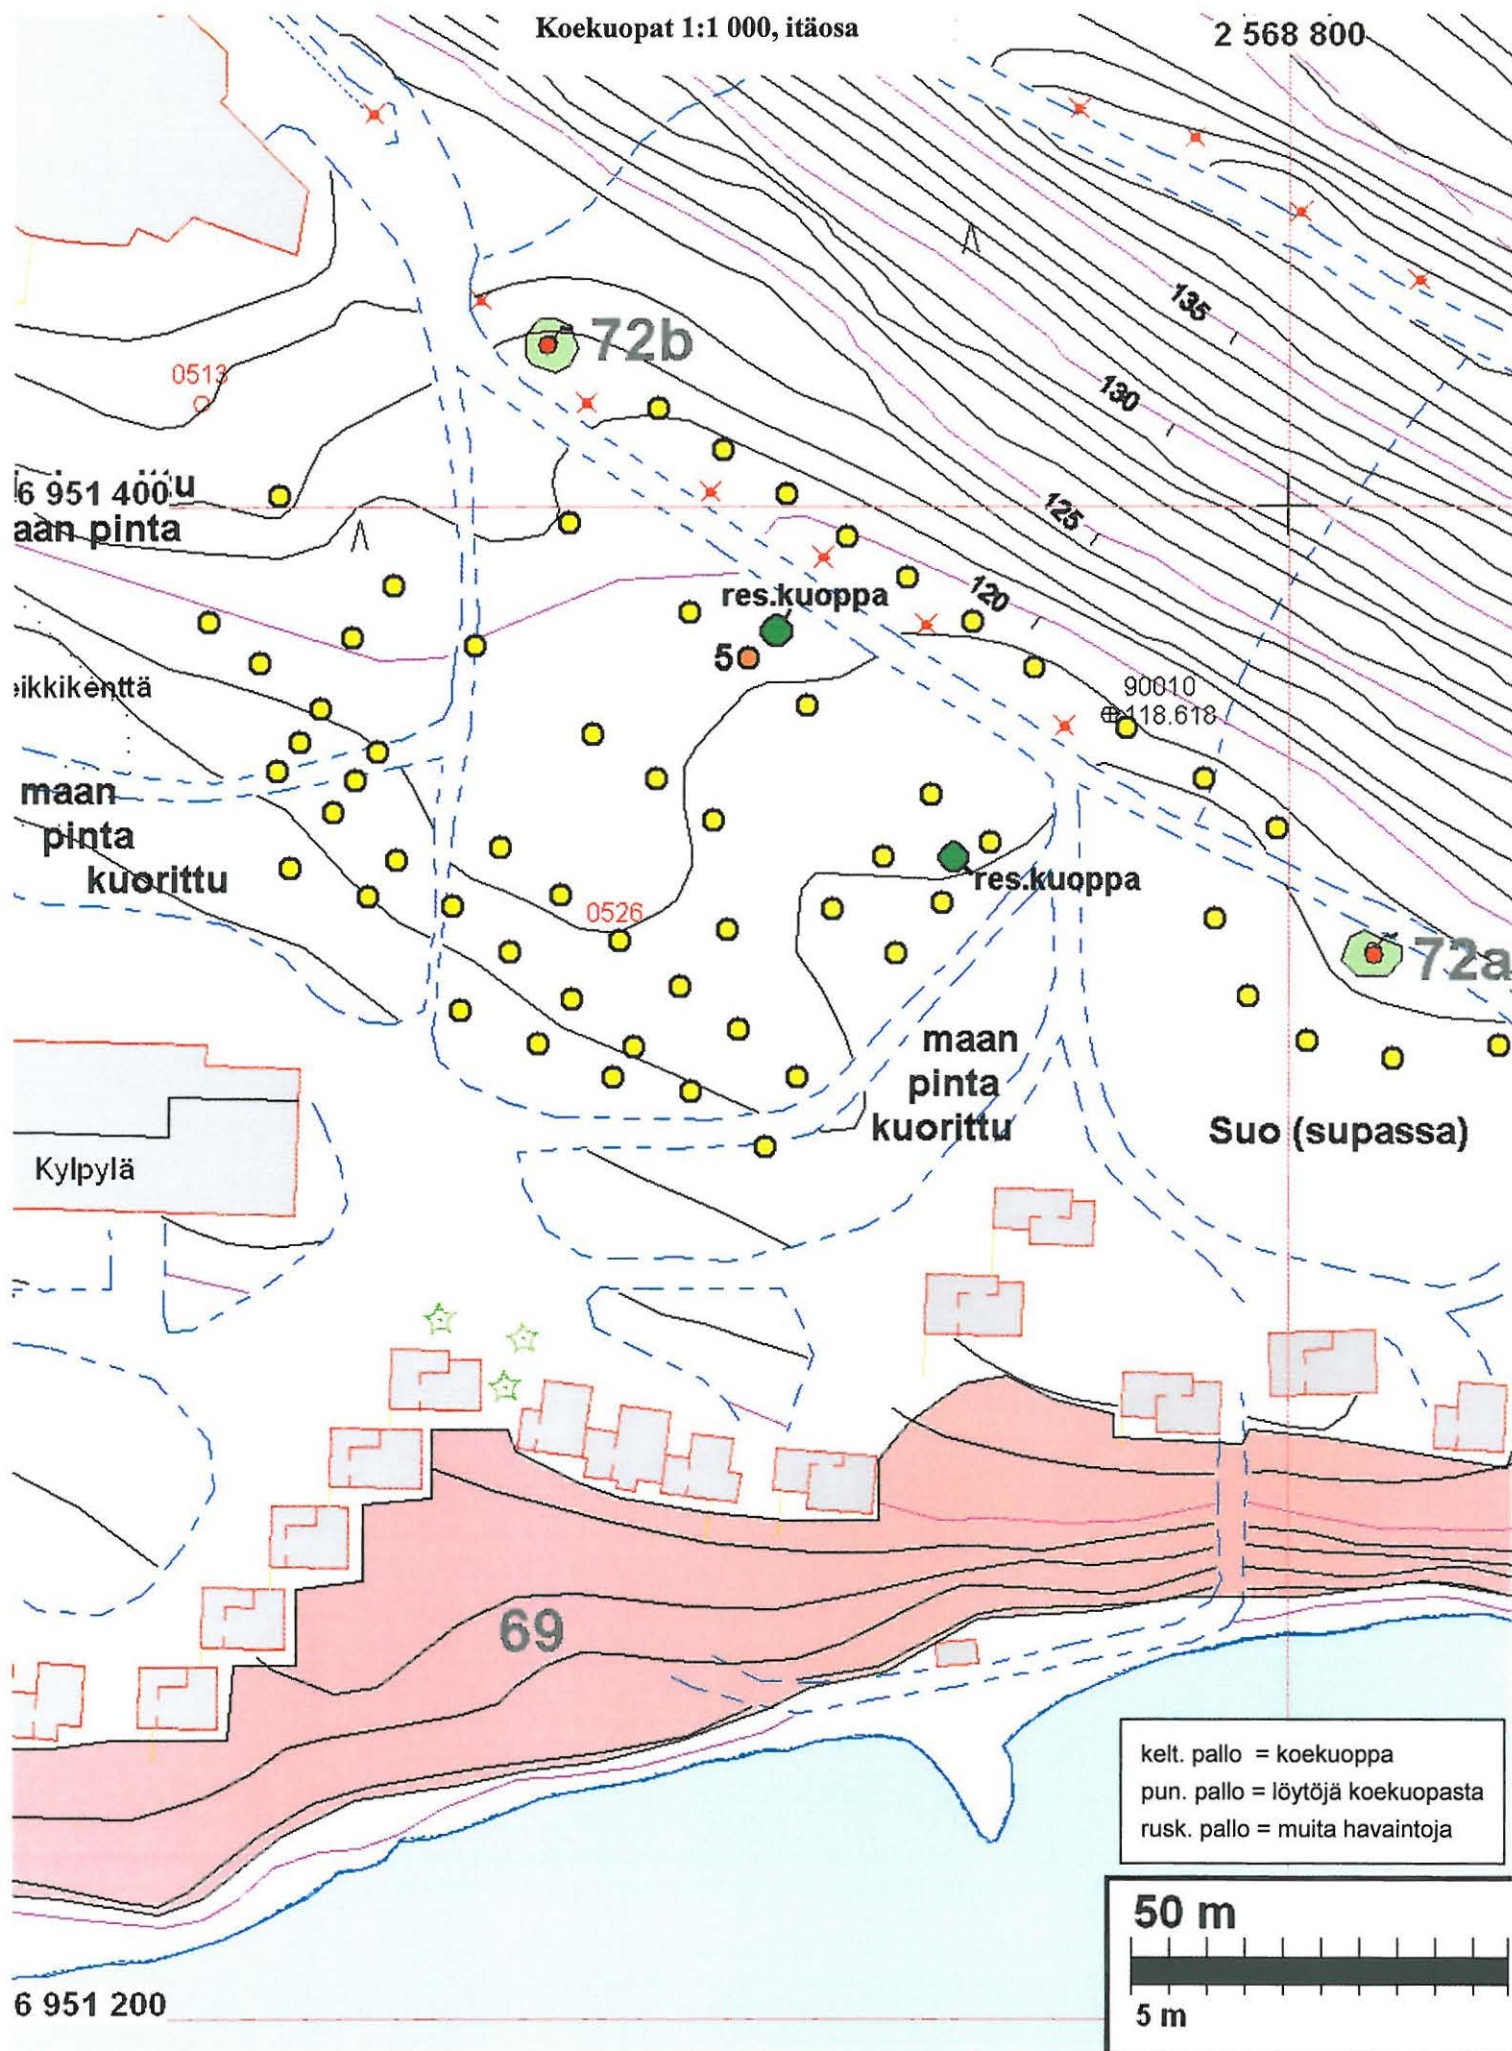 Koekuopat 1:1 000, itäosa
2 568 800
135
72b
0513
130
6 951 400
aan pinta
125
res.kuoppa
120
5
eikkikenttä
90010
118.618
maan
pinta
kuorittu
res.kuoppa
0526
72a
maan
pinta
kuorittu
Suo (supassa)
Kylpylä
69
kelt. pallo = koekuoppa
pun. pallo = löytöjä koekuopasta
rusk. pallo = muita havaintoja
50 m
5 m
6 951 200